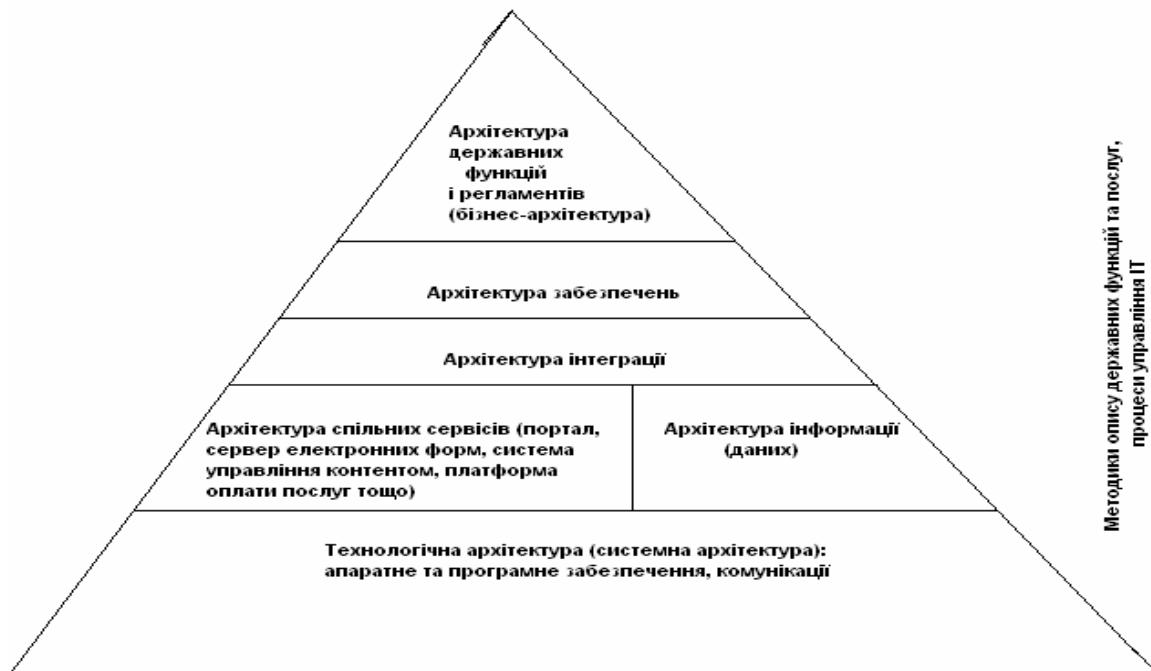 Архітектура
державних
функцій
і регламентів
(бізнес-архітектура)
Архітектура забезпечень
Архітектура інтеграції
Архітектура спільних сервісів (портал,
сервер електронних форм, система
управління контентом, платформа
оплати послуг тощо)
Архітектура інформації
(даних)
Технологічна архітектура (системна архітектура):
апаратне та програмне забезпечення, комунікації
Методики опису державних функцій та послуг,
процеси управління ІТ